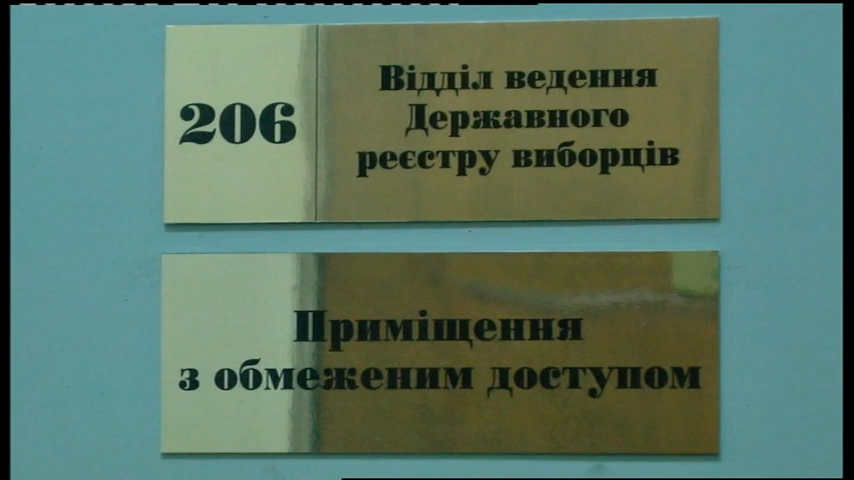 206
Відділ ведення
Державного
реєстру виборців
Приміщення
з обмеженим доступом